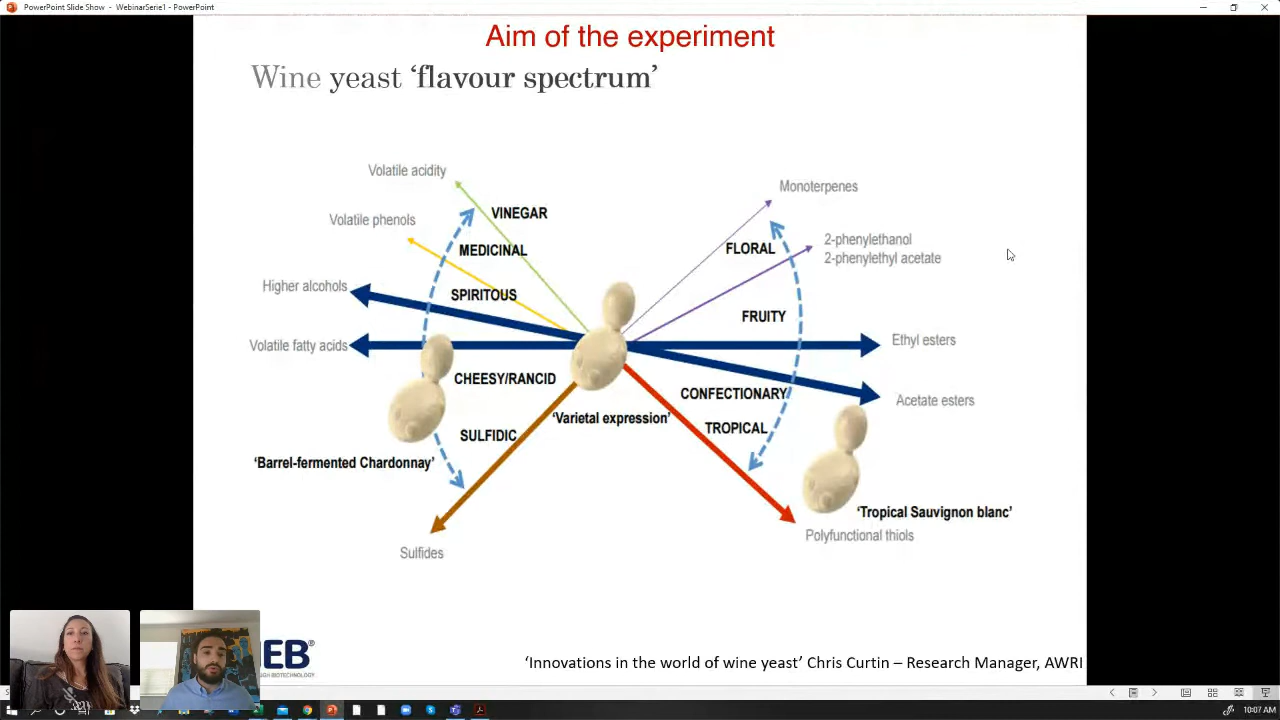 PowerPoint Slide Show - WebinarSerie1 - PowerPoint
Aim of the experiment
Wine yeast ‘flavour spectrum’
Volatile acidity
Monoterpenes
VINEGAR
Volatile phenols
2-phenylethanol
FLORAL
MEDICINAL
2-phenylethyl acetate
Higher alcohols
SPIRITOUS
FRUITY
Volatile fatty acids
Ethyl esters
CHEESY/RANCID
CONFECTIONARY
Acetate esters
‘Varietal expression’
TROPICAL
SULFIDIC
‘Barrel-fermented Chardonnay’
‘Tropical Sauvignon blanc’
Polyfunctional thiols
Sulfides
EB®
‘Innovations in the world of wine yeast’ Chris Curtin – Research Manager, AWRI
10:07 AM